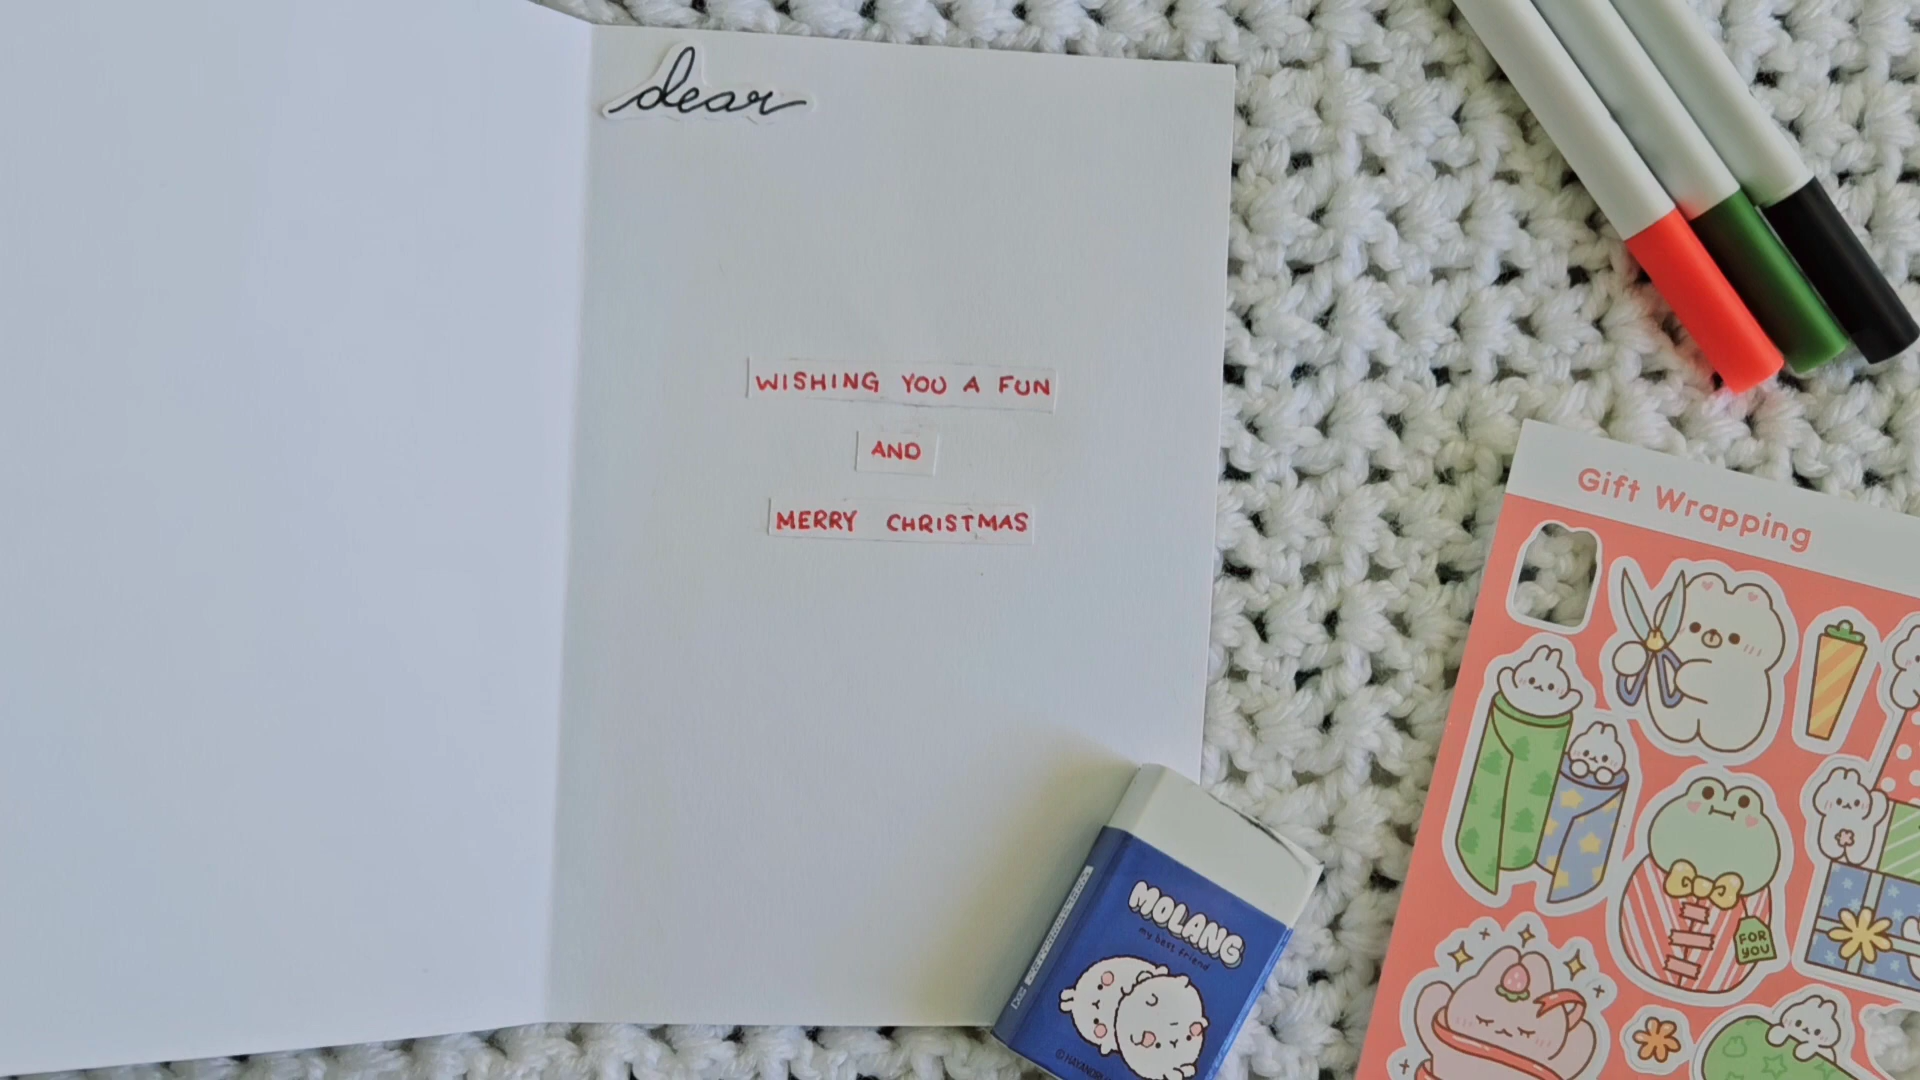 dear
WISHING YOU A FUN
AND
MERRY CHRISTMAS
Gift Wrapping
FOR
YOU
MOLANG
my best friend